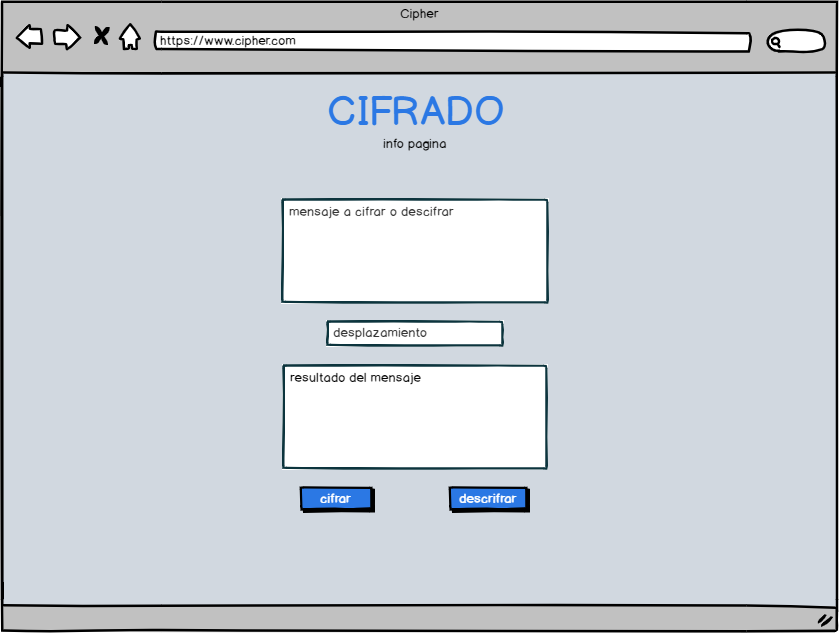 Cipher
https://www.cipher.com
CIFRADO
info pagina
mensaje a cifrar o descifrar
desplazamiento
resultado del mensaje
cifrar
descrifrar